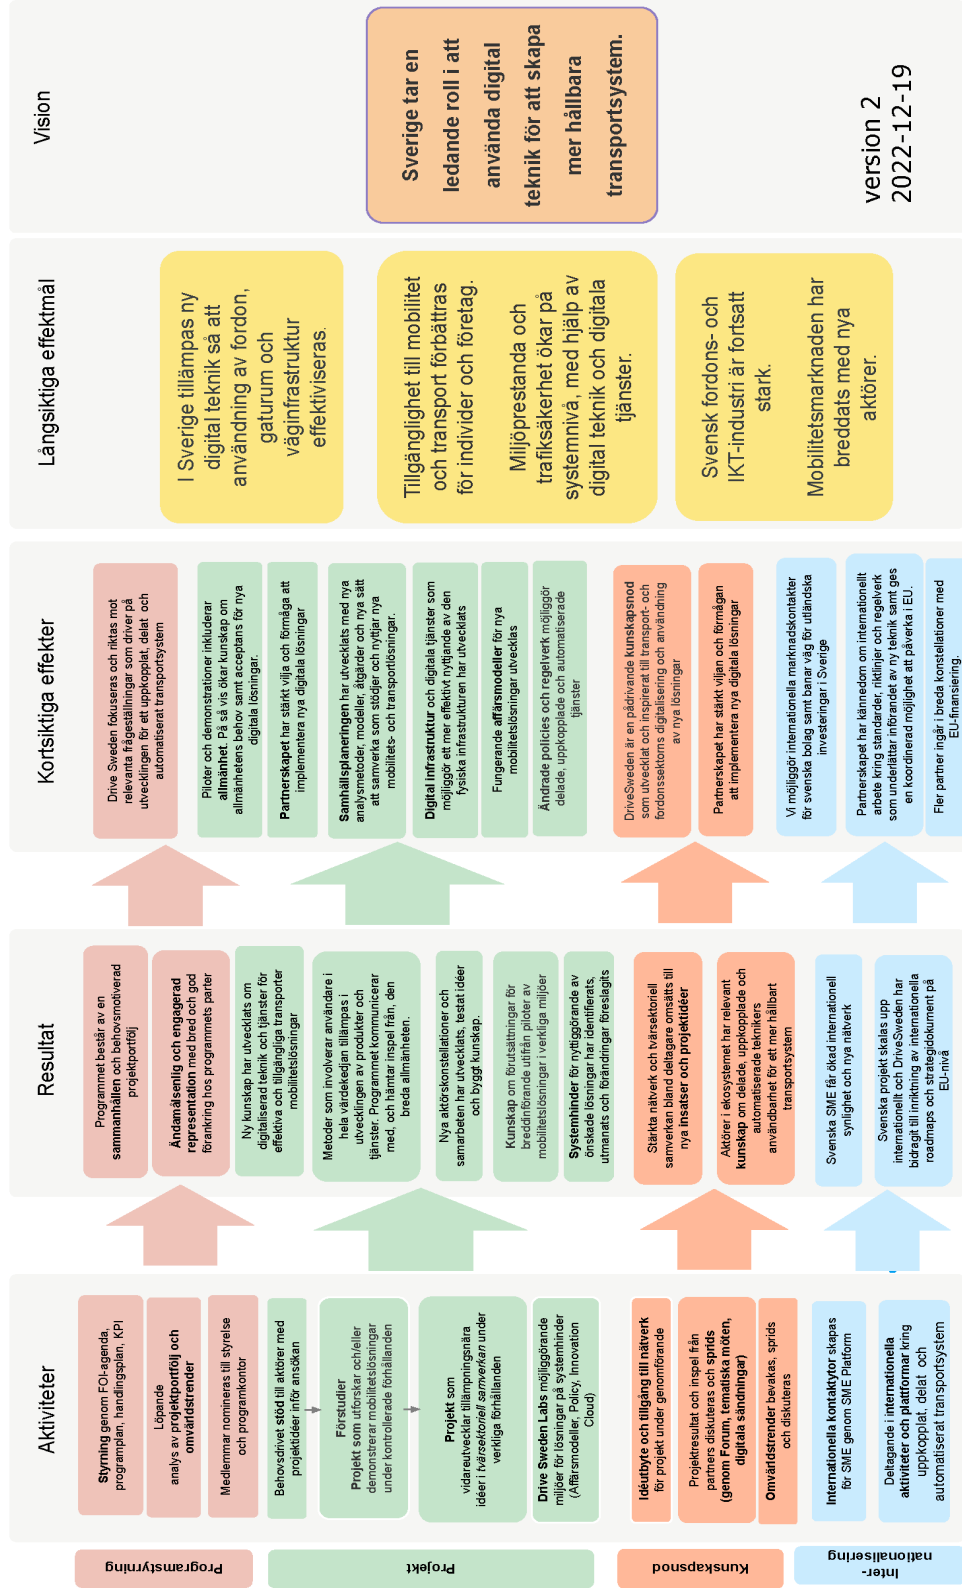 Aktiviteter
Resultat
Kortsiktiga effekter
Långsiktiga effektmål
Vision
Programstyrning
Styrning genom FOI-agenda,
programplan, handlingsplan, KPI
Löpande
analys av projektportfölj och
omvärldstrender
Medlemmar nomineras till styrelse
och programkontor
Programmet består av en
sammanhållen och behovsmotiverad
projektportfölj
Ändamålsenlig och engagerad
representation med bred och god
förankring hos programmets parter
Drive Sweden fokuseras och riktas mot
relevanta frågeställningar som driver på
utvecklingen för ett uppkopplat, delat och
automatiserat transportsystem
Projekt
Behovsdrivet stöd till aktörer med
projektidéer inför ansökan
Förstudier
Projekt som utforskar och/eller
demonstrerar mobilitetslösningar
under kontrollerade förhållanden
Projekt som
vidareutvecklar tillämpningsnära
idéer i tvärsektoriell samverkan under
verkliga förhållanden
Drive Sweden Labs möjliggörande
miljöer för lösningar på systemhinder
(Affärsmodeller, Policy, Innovation
Cloud)
Ny kunskap har utvecklats om
digitaliserad teknik och tjänster för
effektiva och tillgängliga transporter
mobilitetslösningar
Metoder som involverar användare i
hela värdekedjan tillämpas i
utvecklingen av produkter och
tjänster. Programmet kommunicerar
med, och hämtar inspel från, den
breda allmänheten.
Nya aktörskonstellationer och
samarbeten har utvecklats, testat idéer
och byggt kunskap.
Kunskap om förutsättningar för
breddinförande utifrån piloter av
mobilitetslösningar i verkliga miljöer
Systemhinder för nyttiggörande av
önskade lösningar har identifierats,
utmanats och förändringar föreslagits
Piloter och demonstrationer inkluderar
allmänhet. På så vis ökar kunskap om
allmänhetens behov samt acceptans för nya
digitala lösningar.
Partnerskapet har stärkt vilja och förmåga att
implementera nya digitala lösningar
Samhällsplaneringen har utvecklats med nya
analysmetoder, modeller, åtgärder och nya sätt
att samverka som stödjer och nyttjar nya
mobilitets- och transportlösningar.
Digital infrastruktur och digitala tjänster som
möjliggör ett mer effektivt nyttjande av den
fysiska infrastrukturen har utvecklats
Fungerande affärsmodeller för nya
mobilitetslösningar utvecklas
Ändrade policies och regelverk möjliggör
delade, uppkopplade och automatiserade
tjänster
Kunskapsnod
Idéutbyte och tillgång till nätverk
för projekt under genomförande
Projektresultat och inspel från
partners diskuteras och sprids
(genom Forum, tematiska möten,
digitala sändningar)
Omvärldstrender bevakas, sprids
och diskuteras
Stärkta nätverk och tvärsektoriell
samverkan bland deltagare omsätts till
nya insatser och projektidéer
Aktörer i ekosystemet har relevant
kunskap om delade, uppkopplade och
automatiserade teknikers
användbarhet för ett mer hållbart
transportsystem
DriveSweden är en pådrivande kunskapsnod
som utvecklat och inspirerat till transport- och
fordonssektorns digitalisering och användning
av nya lösningar
Partnerskapet har stärkt viljan och förmågan
att implementera nya digitala lösningar
Inter-
nationalisering
Internationella kontaktytor skapas
för SME genom SME Platform
Deltagande i internationella
aktiviteter och plattformar kring
uppkopplat, delat och
automatiserat transportsystem
Svenska SME får ökad internationell
synlighet och nya nätverk
Svenska projekt skalas upp
internationellt och DriveSweden har
bidragit till inriktning av internationella
roadmaps och strategidokument på
EU-nivå
Vi möjliggör internationella marknadskontakter
för svenska bolag samt banar väg för utländska
investeringar i Sverige
Partnerskapet har kännedom om internationellt
arbete kring standarder, riktlinjer och regelverk
som underlättar införandet av ny teknik samt ges
en koordinerad möjlighet att påverka i EU.
Fler partner ingår i breda konstellationer med
EU-finansiering.
I Sverige tillämpas ny
digital teknik så att
användning av fordon,
gaturum och
väginfrastruktur
effektiviseras.
Tillgänglighet till mobilitet
och transport förbättras
för individer och företag.
Miljöprestanda och
trafiksäkerhet ökar på
systemnivå, med hjälp av
digital teknik och digitala
tjänster.
Svensk fordons- och
IKT-industri är fortsatt
stark.
Mobilitetsmarknaden har
breddats med nya
aktörer.
Sverige tar en
ledande roll i att
använda digital
teknik för att skapa
mer hållbara
transportsystem.
version 2
2022-12-19